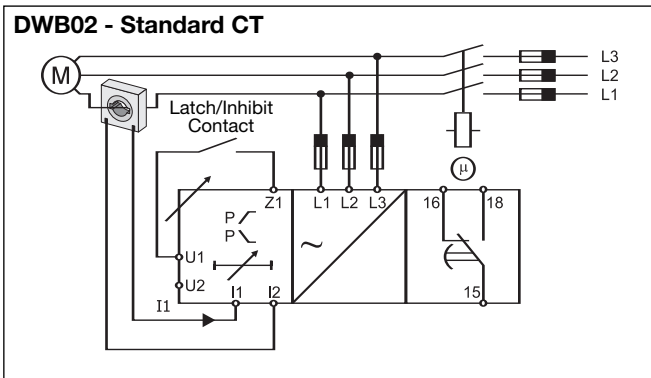 DWB02 - Standard CT
L3
L2
L1
M
Latch/Inhibit
Contact
µ
Z1
L1 L2 L3
16
18
P
P
~
U1
U2
I1
I1
I2
15